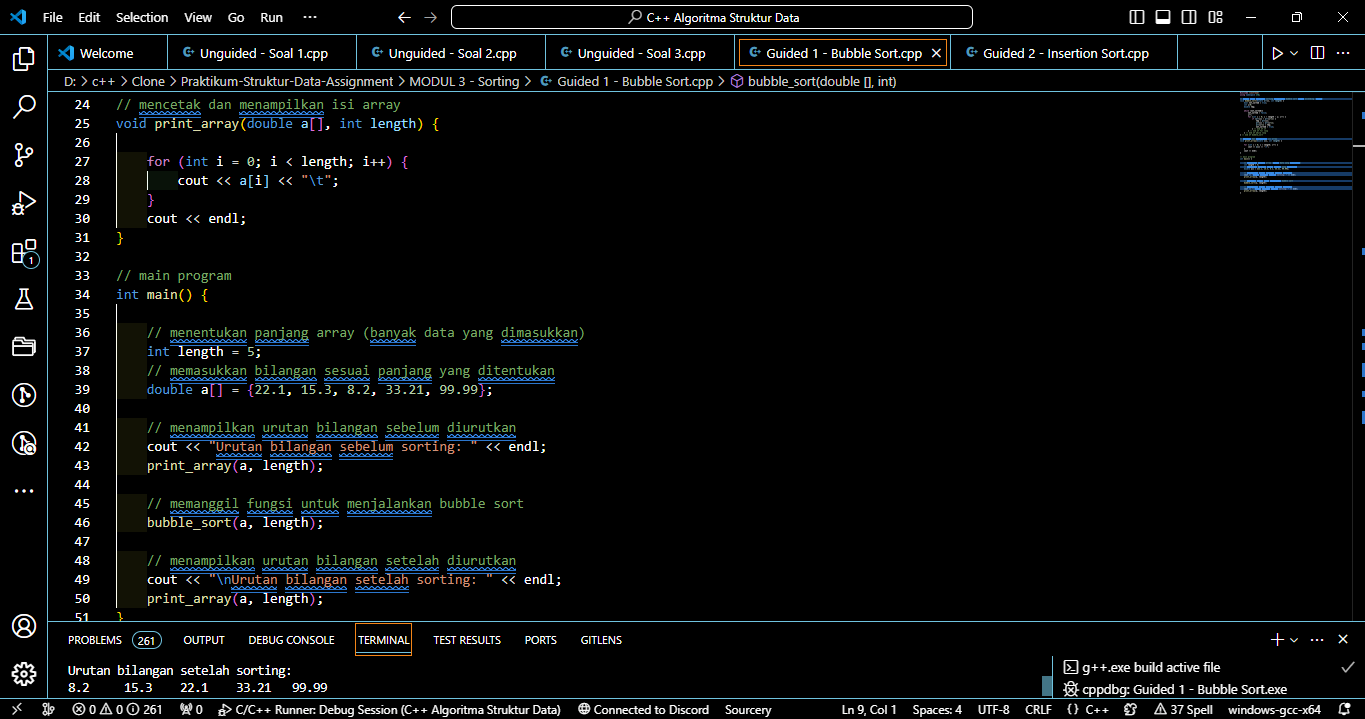 File Edit Selection View Go Run ··· C++ Algoritma Struktur Data
Welcome Unguided - Soal 1.cpp Unguided - Soal 2.cpp Unguided - Soal 3.cpp Guided 1 - Bubble Sort.cpp Guided 2 - Insertion Sort.cpp
D: > c++ > Clone > Praktikum-Struktur-Data-Assignment > MODUL 3 - Sorting > Guided 1 - Bubble Sort.cpp > bubble_sort(double [], int)
24 // mencetak dan menampilkan isi array
25 void print_array(double a[], int length) {
26
27 for (int i = 0; i < length; i++) {
28 cout << a[i] << "\t";
29 }
30 cout << endl;
31 }
32
33 // main program
34 int main() {
35
36 // menentukan panjang array (banyak data yang dimasukkan)
37 int length = 5;
38 // memasukkan bilangan sesuai panjang yang ditentukan
39 double a[] = {22.1, 15.3, 8.2, 33.21, 99.99};
40
41 // menampilkan urutan bilangan sebelum diurutkan
42 cout << "Urutan bilangan sebelum sorting: " << endl;
43 print_array(a, length);
44
45 // memanggil fungsi untuk menjalankan bubble sort
46 bubble_sort(a, length);
47
48 // menampilkan urutan bilangan setelah diurutkan
49 cout << "\nUrutan bilangan setelah sorting: " << endl;
50 print_array(a, length);
51 }
1
PROBLEMS 261 OUTPUT DEBUG CONSOLE TERMINAL TEST RESULTS PORTS GITLENS
Urutan bilangan setelah sorting:
8.2 15.3 22.1 33.21 99.99
g++.exe build active file
cppdbg: Guided 1 - Bubble Sort.exe
0 0 261 0 C/C++ Runner: Debug Session (C++ Algoritma Struktur Data) Connected to Discord Sourcery Ln 9, Col 1 Spaces: 4 UTF-8 CRLF {} C++ 37 Spell windows-gcc-x64